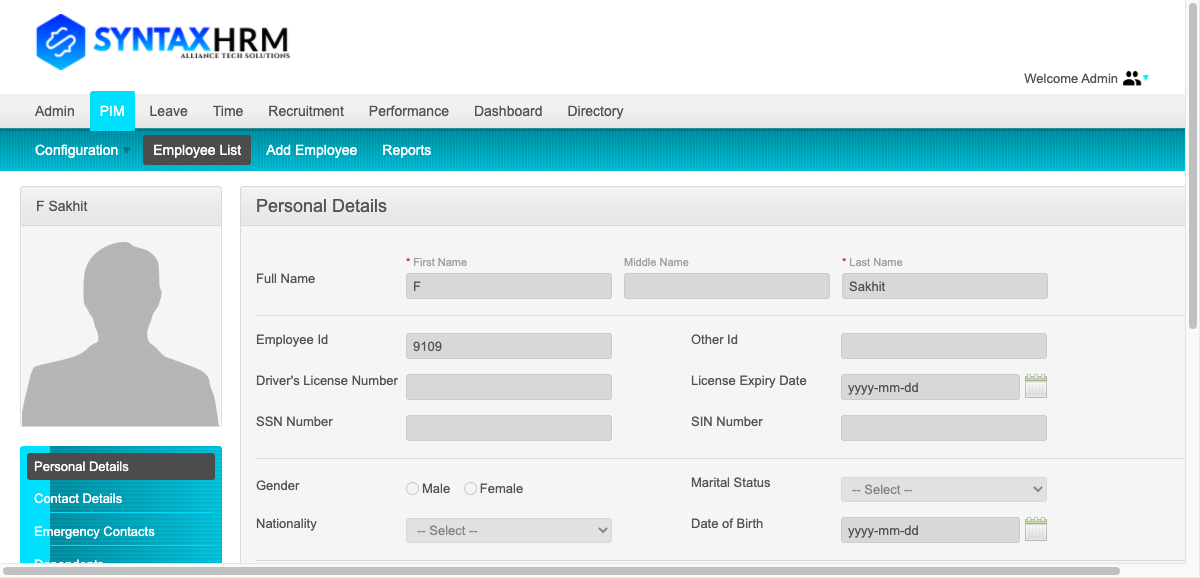 SYNTAXHRM
ALLIANCE TECH SOLUTIONS
Welcome Admin
Admin PIM Leave Time Recruitment Performance Dashboard Directory
Configuration Employee List Add Employee Reports
F Sakhit
Personal Details
* First Name Middle Name * Last Name
Full Name F Sakhit
Employee Id 9109 Other Id
Driver's License Number License Expiry Date yyyy-mm-dd
SSN Number SIN Number
Gender Male Female Marital Status -- Select --
Nationality -- Select -- Date of Birth yyyy-mm-dd
Personal Details
Contact Details
Emergency Contacts
Dependents